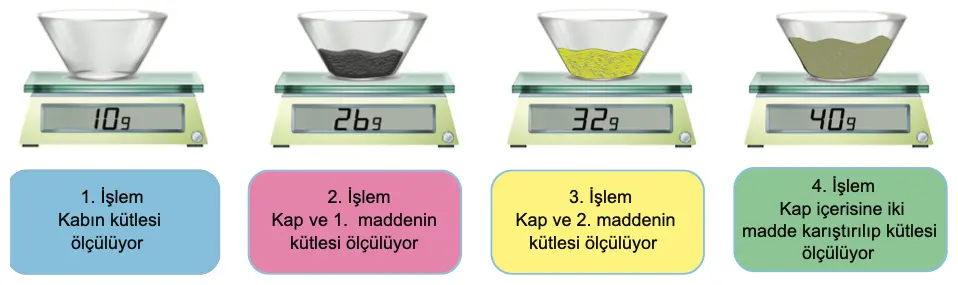 10g
26g
32g
40g
1. İşlem
Kabın kütlesi
ölçülüyor
2. İşlem
Kap ve 1. maddenin
kütlesi ölçülüyor
3. İşlem
Kap ve 2. maddenin
kütlesi ölçülüyor
4. İşlem
Kap içerisine iki
madde karıştırılıp kütlesi
ölçülüyor